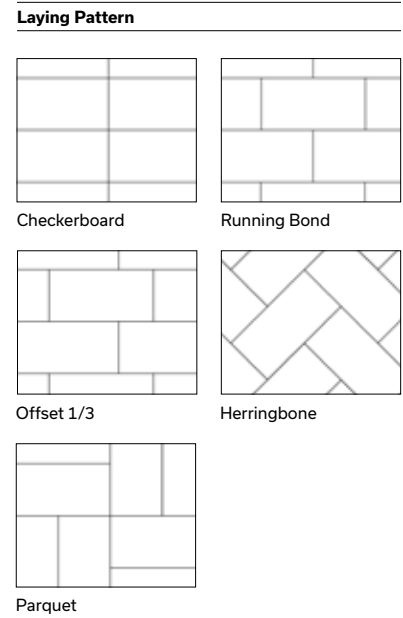 Laying Pattern
Checkerboard
Running Bond
Offset 1/3
Herringbone
Parquet